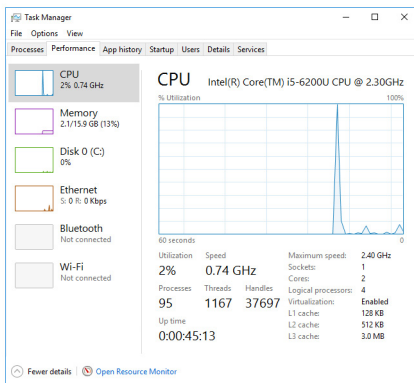 Task Manager
File Options View
Processes Performance App history Startup Users Details Services
CPU
2% 0.74 GHz
Memory
2.1/15.9 GB (13%)
Disk 0 (C:)
0%
Ethernet
S: 0 R: 0 Kbps
Bluetooth
Not connected
Wi-Fi
Not connected
CPU Intel(R) Core(TM) i5-6200U CPU @ 2.30GHz
% Utilization 100%
60 seconds 0
Utilization Speed
2% 0.74 GHz
Processes Threads Handles
95 1167 37697
Up time
0:00:45:13
Maximum speed: 2.40 GHz
Sockets: 1
Cores: 2
Logical processors: 4
Virtualization: Enabled
L1 cache: 128 KB
L2 cache: 512 KB
L3 cache: 3.0 MB
Fewer details Open Resource Monitor